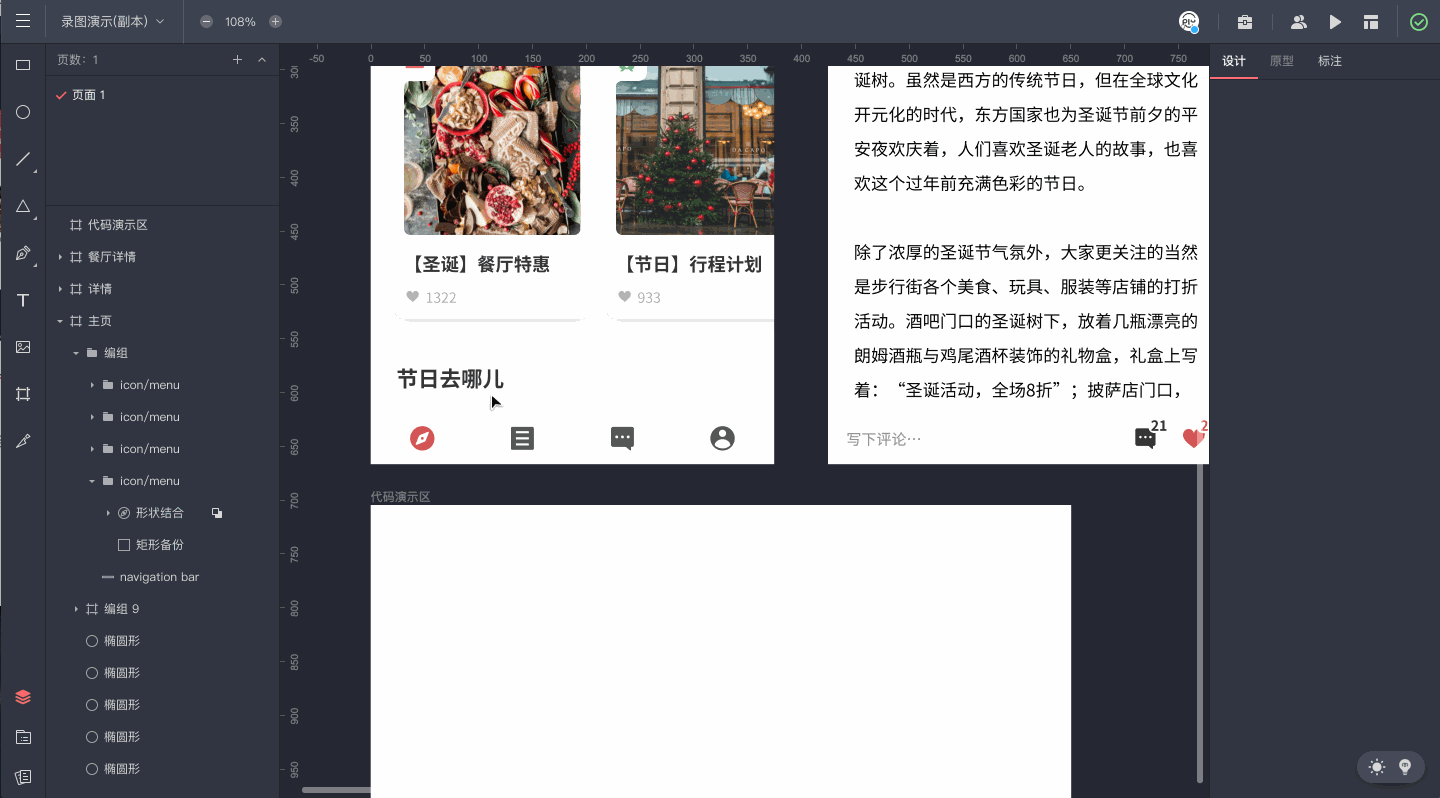 录图演示(副本)
108%
页数：1
页面 1
代码演示区
餐厅详情
详情
主页
编组
icon/menu
icon/menu
icon/menu
icon/menu
形状结合
矩形备份
navigation bar
编组 9
椭圆形
椭圆形
椭圆形
椭圆形
椭圆形
-50 0 50 100 150 200 250 300 350 400 450 500 550 600 650 700 750
300
350
400
450
500
550
600
650
700
750
800
850
900
950
DA CAPO
【圣诞】餐厅特惠
1322
【节日】行程计划
933
节日去哪儿
诞树。虽然是西方的传统节日，但在全球文化
开元化的时代，东方国家也为圣诞节前夕的平
安夜欢庆着，人们喜欢圣诞老人的故事，也喜
欢这个过年前充满色彩的节日。
除了浓厚的圣诞节气氛外，大家更关注的当然
是步行街各个美食、玩具、服装等店铺的打折
活动。酒吧门口的圣诞树下，放着几瓶漂亮的
朗姆酒瓶与鸡尾酒杯装饰的礼物盒，礼盒上写
着：“圣诞活动，全场8折”；披萨店门口，
写下评论…
21
2
代码演示区
设计
原型
标注